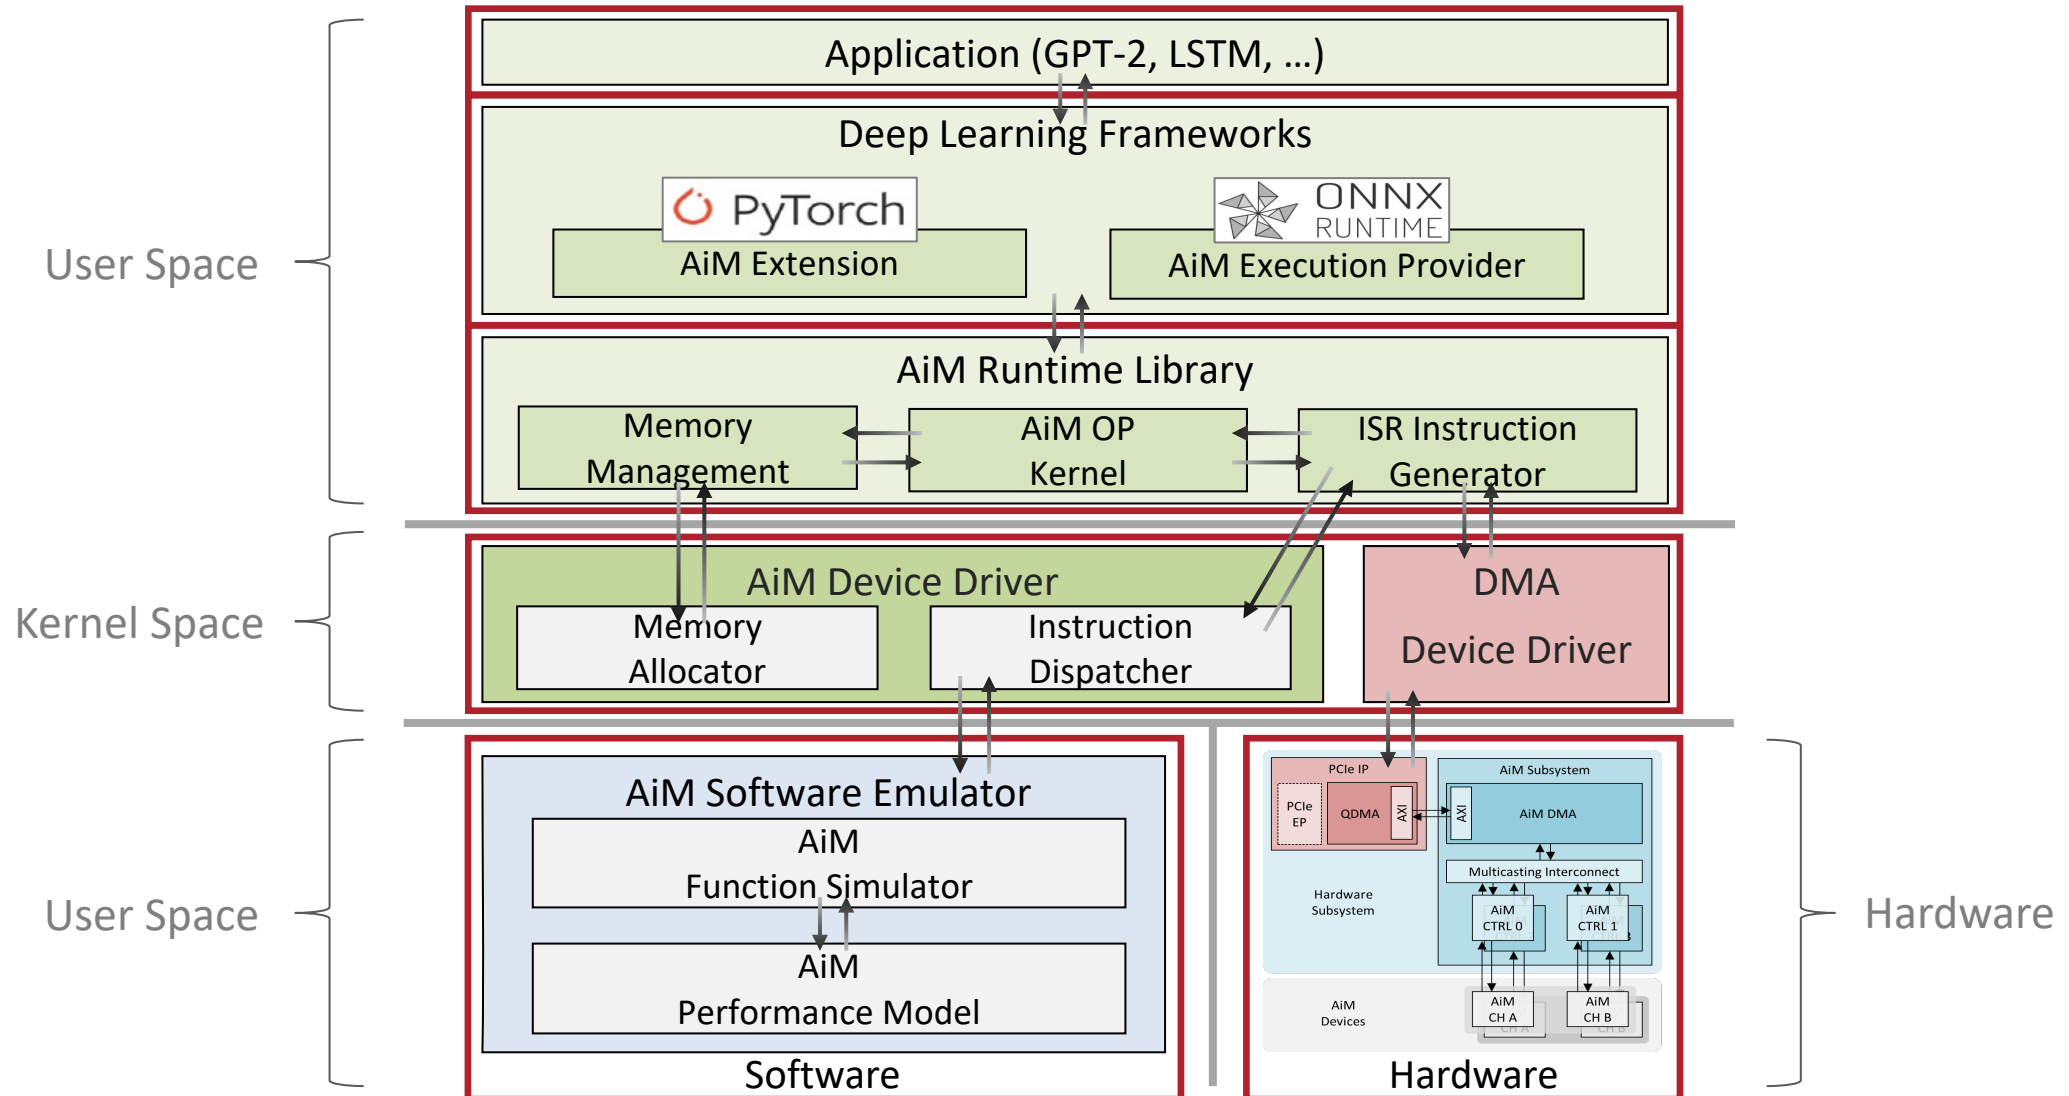 Application (GPT-2, LSTM, ...)
Deep Learning Frameworks
PyTorch
AiM Extension
ONNX
RUNTIME
AiM Execution Provider
User Space
AiM Runtime Library
Memory
Management
AiM OP
Kernel
ISR Instruction
Generator
Kernel Space
AiM Device Driver
Memory
Allocator
Instruction
Dispatcher
DMA
Device Driver
User Space
AiM Software Emulator
AiM
Function Simulator
AiM
Performance Model
Software
PCIe IP
PCIe
EP
QDMA
AXI
AiM Subsystem
AXI
AiM DMA
Multicasting Interconnect
Hardware
Subsystem
AiM
CTRL 0
AiM
CTRL 1
AiM
Devices
AiM
CH A
CH A
AiM
CH B
CH B
Hardware
Hardware